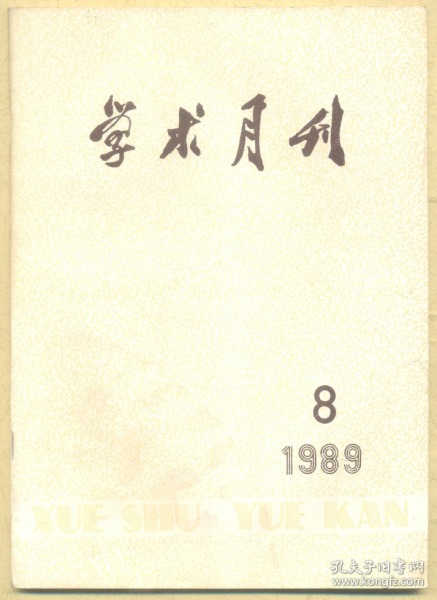 学术月刊
8
1989
XUE SHU YUE KAN
孔夫子旧书网
www.kongfz.com